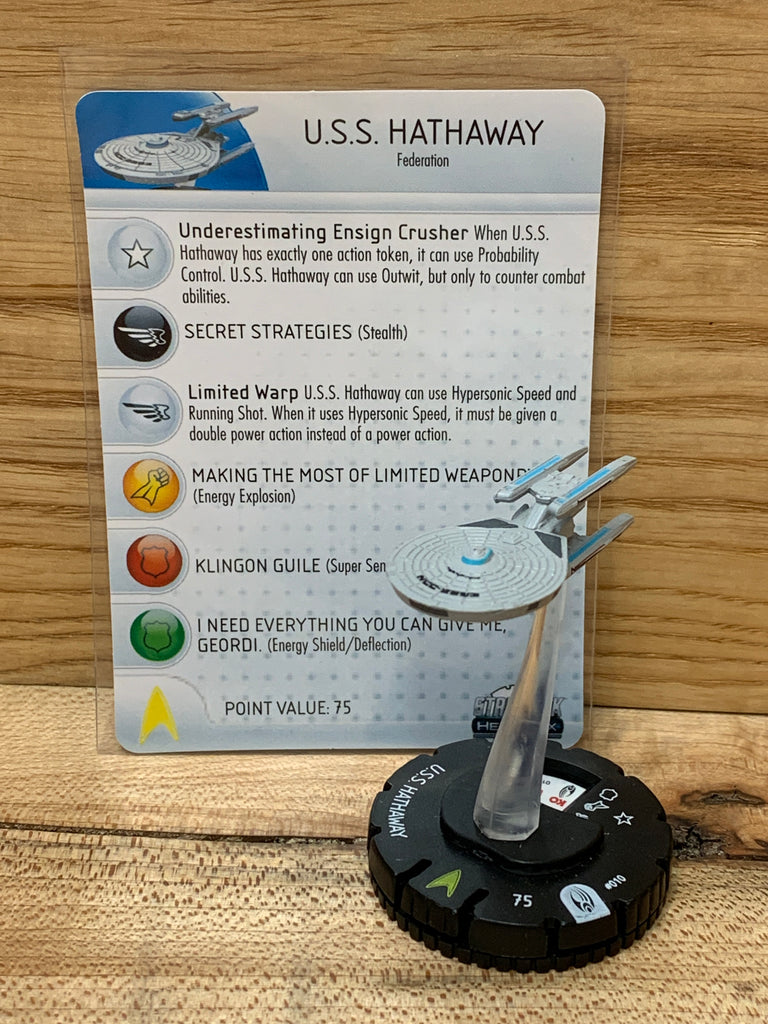 U.S.S. HATHAWAY
Federation
Underestimating Ensign Crusher When U.S.S.
Hathaway has exactly one action token, it can use Probability
Control. U.S.S. Hathaway can use Outwit, but only to counter combat
abilities.
SECRET STRATEGIES (Stealth)
Limited Warp U.S.S. Hathaway can use Hypersonic Speed and
Running Shot. When it uses Hypersonic Speed, it must be given a
double power action instead of a power action.
MAKING THE MOST OF LIMITED
(Energy Explosion)
KLINGON GUILE (Super Sen
I NEED EVERYTHING YOU CAN GIVE ME,
GEORDI. (Energy Shield/Deflection)
POINT VALUE: 75
U.S.S. HATHAWAY
KO
75
#010